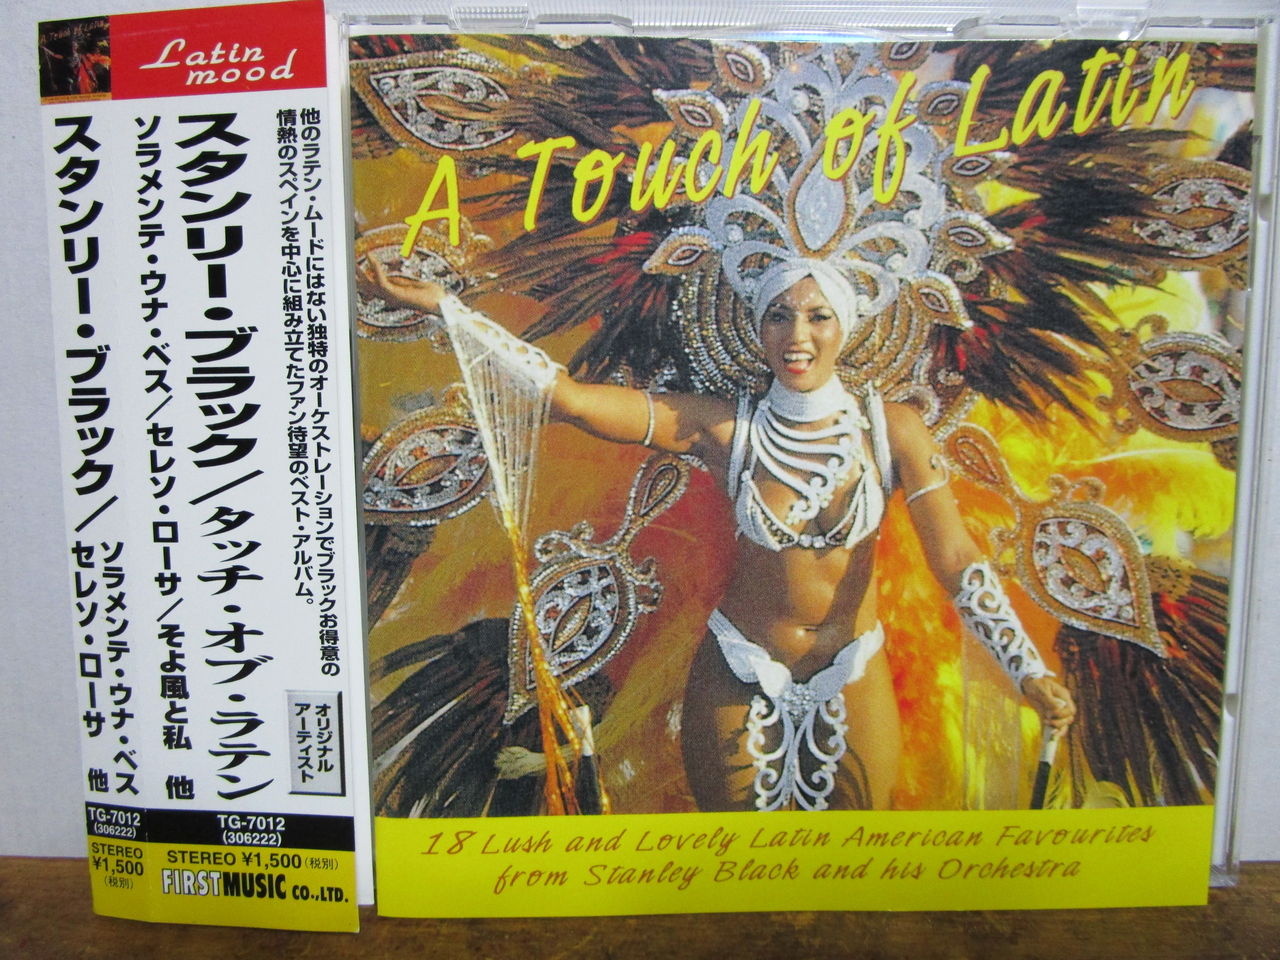 A Touch of Latin
Latin
mood
他のラテン・ムードにはない独特のオーケストレーションでブラックお得意の
情熱のスペインを中心に組み立てたファン待望のベスト・アルバム。
スタンリー・ブラック/タッチ・オブ・ラテン
ソラメンテ・ウナ・ベス/セレソ・ローサ/そよ風と私 他
オリジナル
アーティスト
TG-7012
(306222)
STEREO ¥1,500(税別)
FIRST MUSIC CO.,LTD.
スタンリー・ブラック/
ソラメンテ・ウナ・ベス
セレソ・ローサ 他
TG-7012
(306222)
STEREO
¥1,500
(税別)
A Touch of Latin
18 Lush and Lovely Latin American Favourites
from Stanley Black and his Orchestra